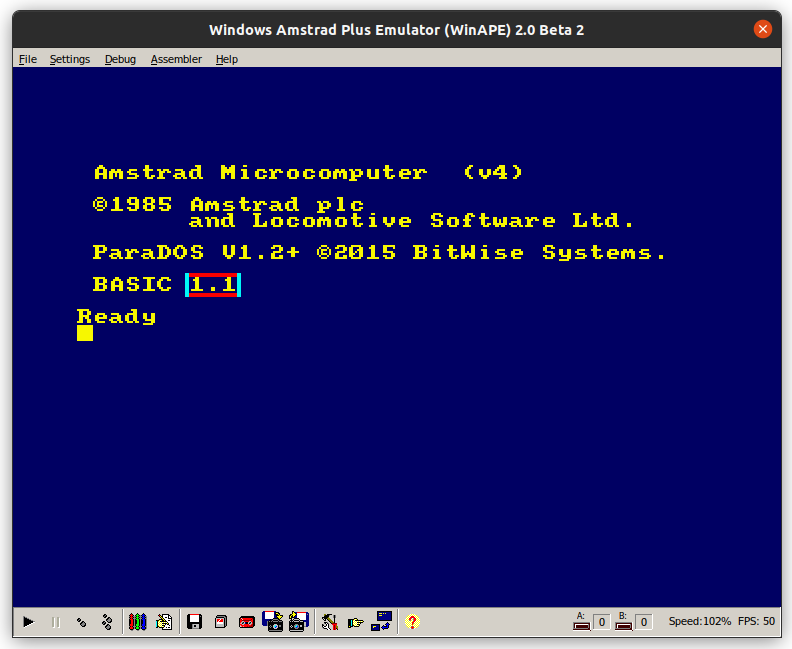 Windows Amstrad Plus Emulator (WinAPE) 2.0 Beta 2
File Settings Debug Assembler Help
Amstrad Microcomputer (v4)
©1985 Amstrad plc
and Locomotive Software Ltd.
ParaDOS V1.2+ ©2015 BitWise Systems.
BASIC 1.1
Ready
A: 0 B: 0 Speed:102% FPS: 50